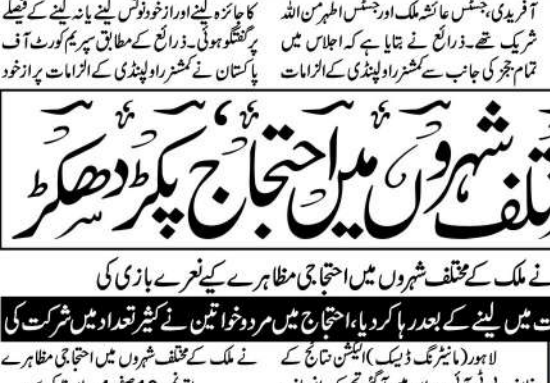 آفریدی، جسٹس عائشہ ملک اور جسٹس اطہر من اللہ
شریک تھے۔ ذرائع نے بتایا ہے کہ اجلاس میں
تمام ججز کی جانب سے کمشنر راولپنڈی کے الزامات
کا جائزہ لینے اور از خود نوٹس لینے یا نہ لینے کے فیصلے
پر گفتگو ہوئی۔ ذرائع کے مطابق سپریم کورٹ آف
پاکستان نے کمشنر راولپنڈی کے الزامات پر از خود
شہروں میں احتجاج، پکڑ دھکڑ
نے ملک کے مختلف شہروں میں احتجاجی مظاہرے کیے نعرے بازی کی
میں لینے کے بعد رہا کر دیا، احتجاج میں مرد و خواتین نے کثیر تعداد میں شرکت کی
لاہور (مانیٹرنگ ڈیسک) الیکشن نتائج کے
نے ملک کے مختلف شہروں میں احتجاجی مظاہرے